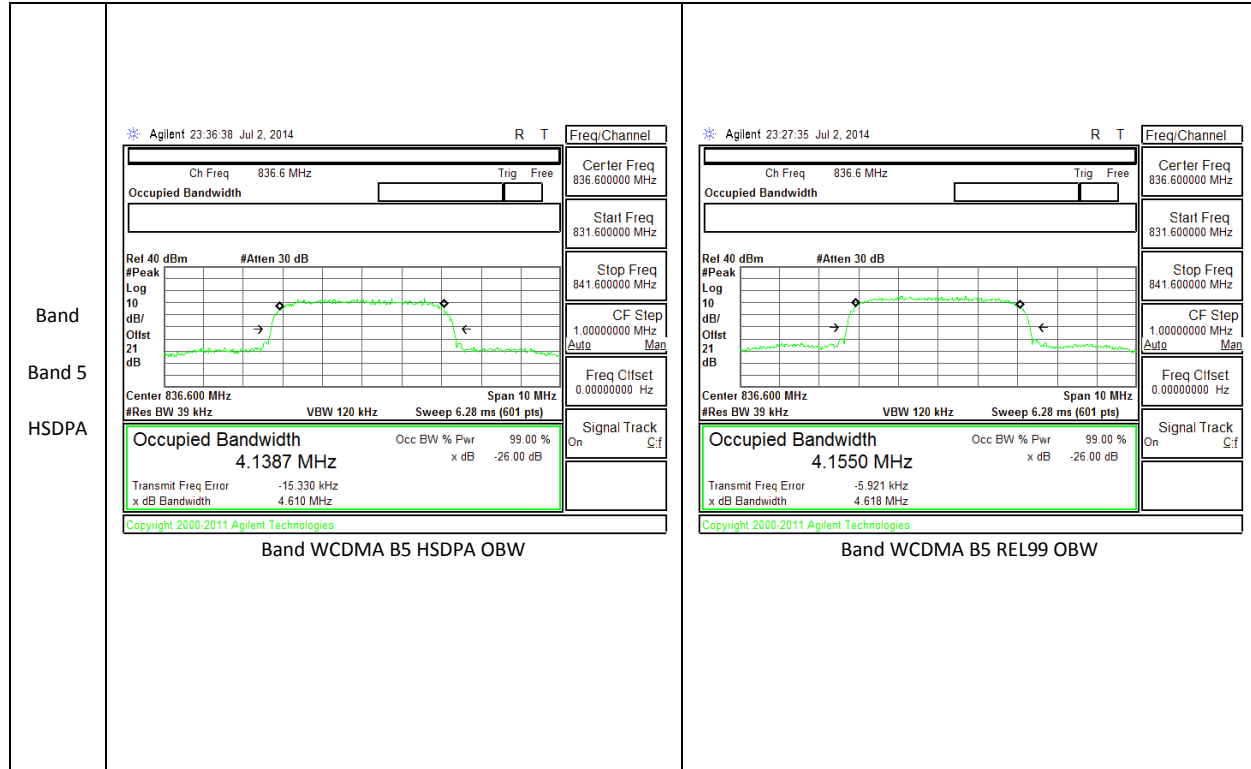 Band
Band 5
HSDPA
Agilent 23:36:38 Jul 2, 2014 R T
Freq/Channel
Ch Freq 836.6 MHz Trig Free
Occupied Bandwidth
Center Freq
836.600000 MHz
Start Freq
831.600000 MHz
Stop Freq
841.600000 MHz
CF Step
1.00000000 MHz
Auto Man
Freq Offset
0.00000000 Hz
Signal Track
On Off
Ref 40 dBm #Atten 30 dB
#Peak
Log
10
dB/
Offst
21
dB
Center 836.600 MHz Span 10 MHz
#Res BW 39 kHz VBW 120 kHz Sweep 6.28 ms (601 pts)
Occupied Bandwidth Occ BW % Pwr 99.00 %
4.1387 MHz x dB -26.00 dB
Transmit Freq Error -15.330 kHz
x dB Bandwidth 4.610 MHz
Copyright 2000-2011 Agilent Technologies
Band WCDMA B5 HSDPA OBW
Agilent 23:27:35 Jul 2, 2014 R T
Freq/Channel
Ch Freq 836.6 MHz Trig Free
Occupied Bandwidth
Center Freq
836.600000 MHz
Start Freq
831.600000 MHz
Stop Freq
841.600000 MHz
CF Step
1.00000000 MHz
Auto Man
Freq Offset
0.00000000 Hz
Signal Track
On Off
Ref 40 dBm #Atten 30 dB
#Peak
Log
10
dB/
Offst
21
dB
Center 836.600 MHz Span 10 MHz
#Res BW 39 kHz VBW 120 kHz Sweep 6.28 ms (601 pts)
Occupied Bandwidth Occ BW % Pwr 99.00 %
4.1550 MHz x dB -26.00 dB
Transmit Freq Error -5.921 kHz
x dB Bandwidth 4.618 MHz
Copyright 2000-2011 Agilent Technologies
Band WCDMA B5 REL99 OBW